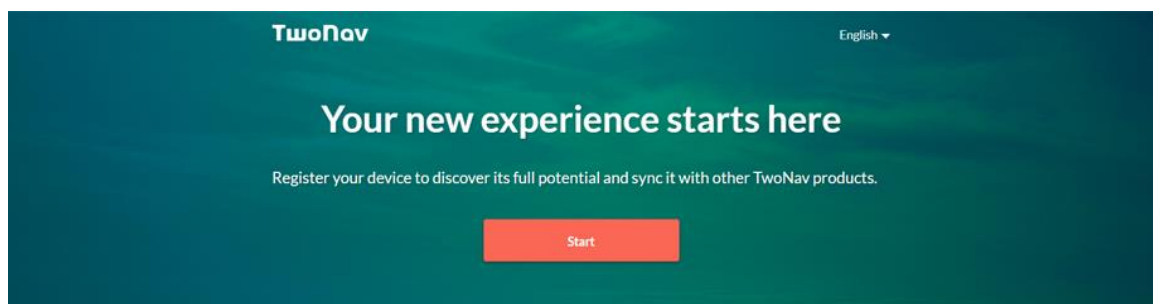 TwoNav
English
Your new experience starts here
Register your device to discover its full potential and sync it with other TwoNav products.
Start